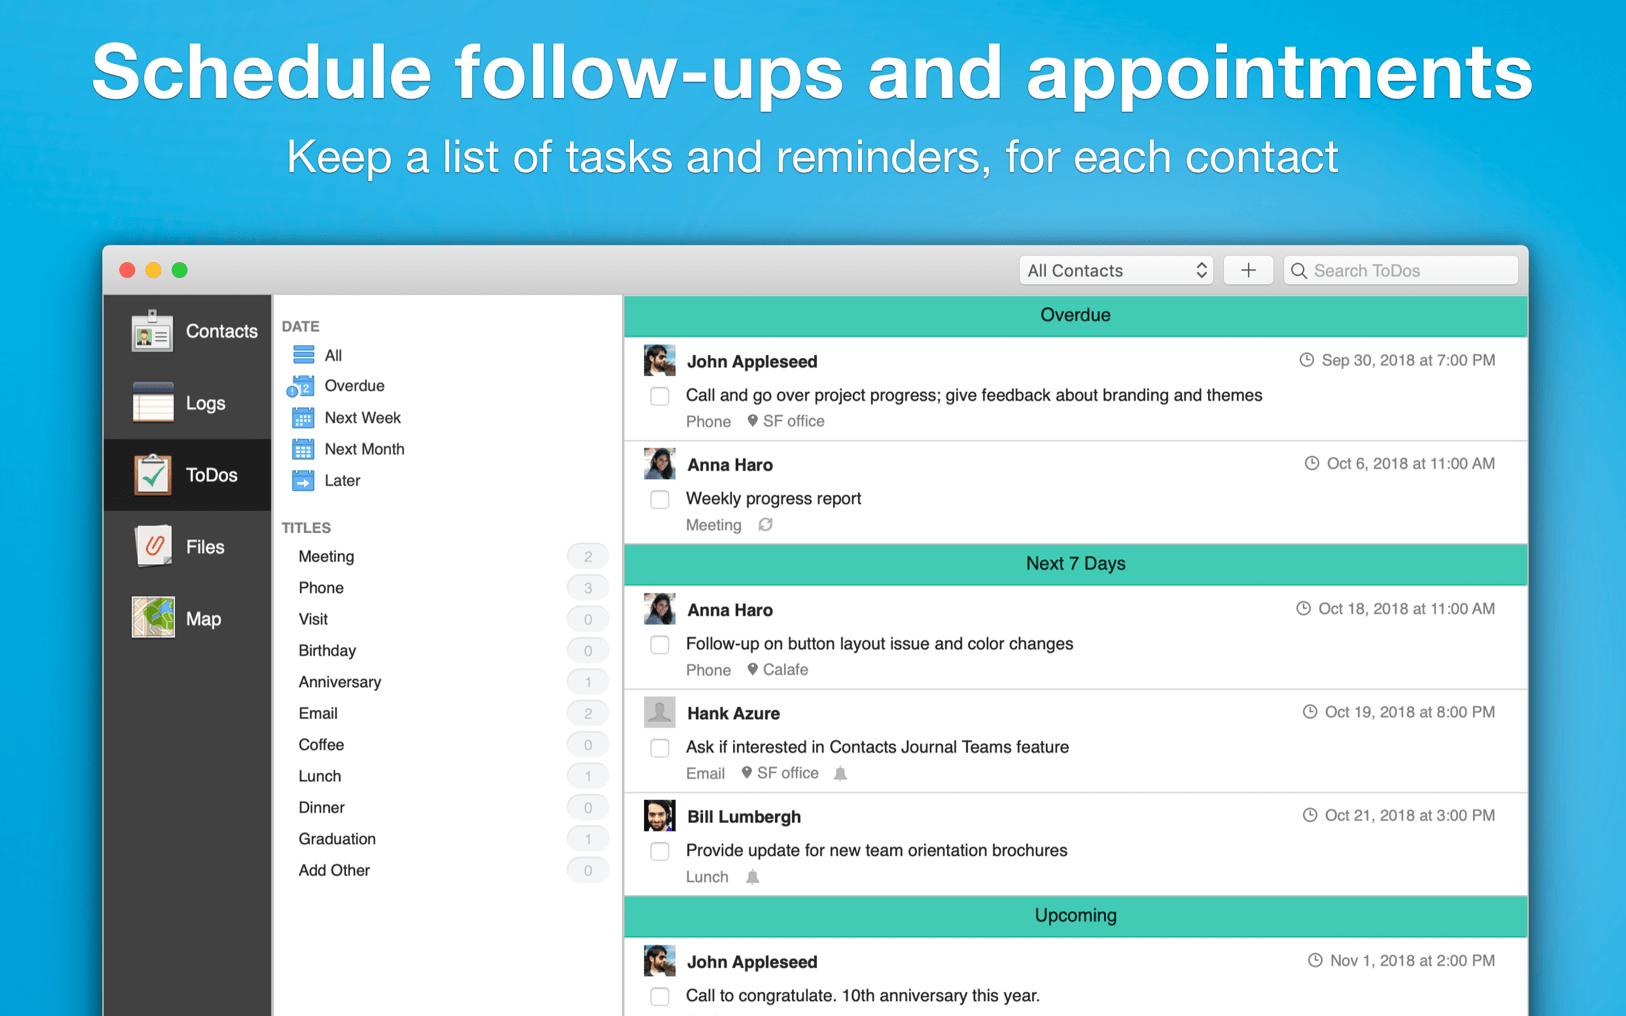 Schedule follow-ups and appointments
Keep a list of tasks and reminders, for each contact
All Contacts
+
Search ToDos
Contacts
Logs
ToDos
Files
Map
DATE
All
Overdue
Next Week
Next Month
Later
TITLES
Meeting 2
Phone 3
Visit 0
Birthday 0
Anniversary 1
Email 2
Coffee 0
Lunch 1
Dinner 0
Graduation 1
Add Other 0
Overdue
John Appleseed Sep 30, 2018 at 7:00 PM
Call and go over project progress; give feedback about branding and themes
Phone SF office
Anna Haro Oct 6, 2018 at 11:00 AM
Weekly progress report
Meeting
Next 7 Days
Anna Haro Oct 18, 2018 at 11:00 AM
Follow-up on button layout issue and color changes
Phone Calafe
Hank Azure Oct 19, 2018 at 8:00 PM
Ask if interested in Contacts Journal Teams feature
Email SF office
Bill Lumbergh Oct 21, 2018 at 3:00 PM
Provide update for new team orientation brochures
Lunch
Upcoming
John Appleseed Nov 1, 2018 at 2:00 PM
Call to congratulate. 10th anniversary this year.